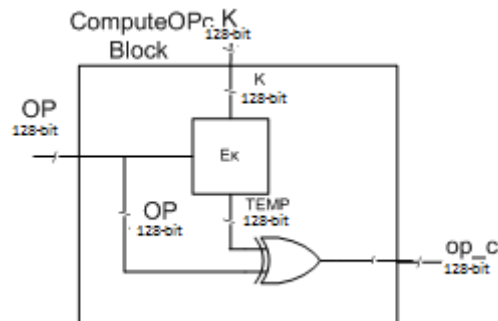 ComputeOPc K
128-bit
Block
K
128-bit
OP
128-bit
EK
OP
128-bit
TEMP
128-bit
op_c
128-bit